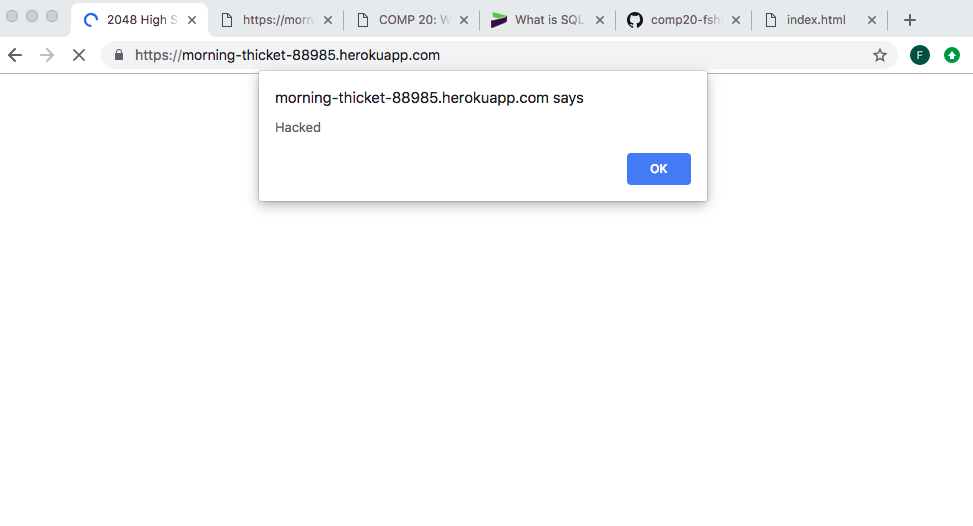 2048 High S
https://morn
COMP 20: W
What is SQL
comp20-fsh
index.html
https://morning-thicket-88985.herokuapp.com
F
morning-thicket-88985.herokuapp.com says
Hacked
OK